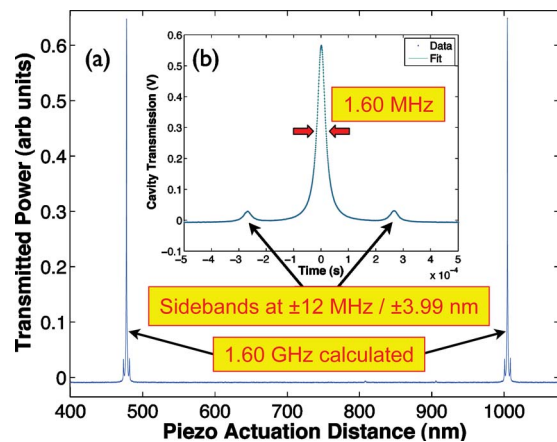 (a)
(b)
Data
Fit
1.60 MHz
Cavity Transmission (V)
0.6
0.5
0.4
0.3
0.2
0.1
0
−0.1
−5 −4 −3 −2 −1 0 1 2 3 4 5
Time (s)
x 10⁻⁴
Sidebands at ±12 MHz / ±3.99 nm
1.60 GHz calculated
Transmitted Power (arb units)
0.6
0.5
0.4
0.3
0.2
0.1
0
400 500 600 700 800 900 1000
Piezo Actuation Distance (nm)